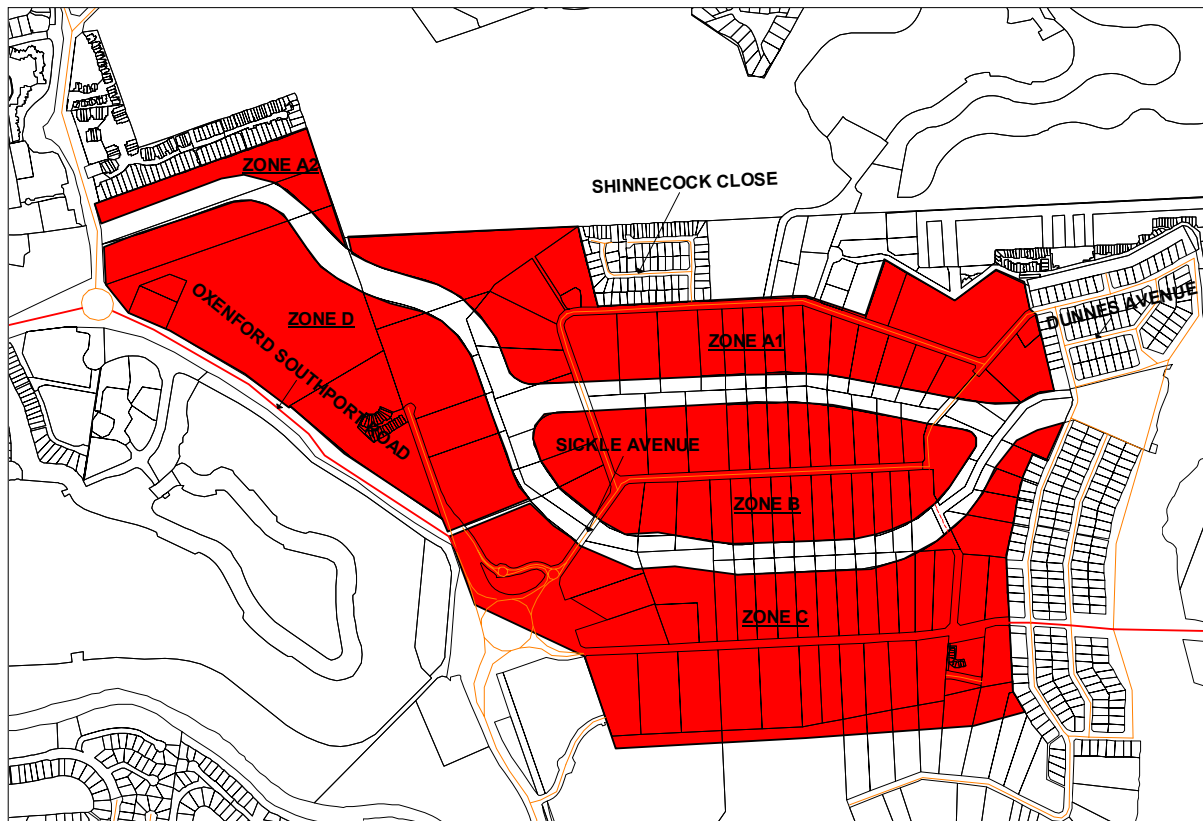 ZONE A2
SHINNECOCK CLOSE
OXENFORD SOUTHPORT ROAD
ZONE D
DUNNES AVENUE
ZONE A1
SICKLE AVENUE
ZONE B
ZONE C